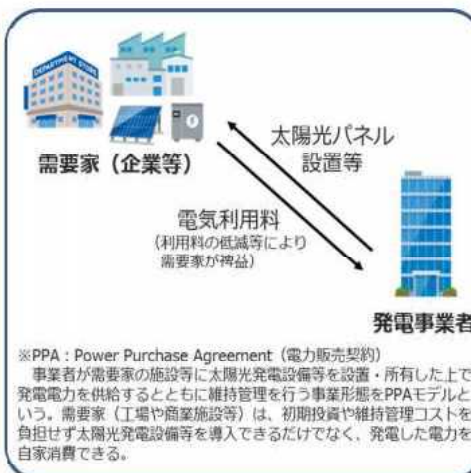 DEPARTMENT STORE
需要家（企業等）
太陽光パネル
設置等
電気利用料
（利用料の低減等により
需要家が裨益）
発電事業者
※PPA：Power Purchase Agreement（電力販売契約）
事業者が需要家の施設等に太陽光発電設備等を設置・所有した上で
発電電力を供給するとともに維持管理を行う事業形態をPPAモデルと
いう。需要家（工場や商業施設等）は、初期投資や維持管理コストを
負担せず太陽光発電設備等を導入できるだけでなく、発電した電力を
自家消費できる。